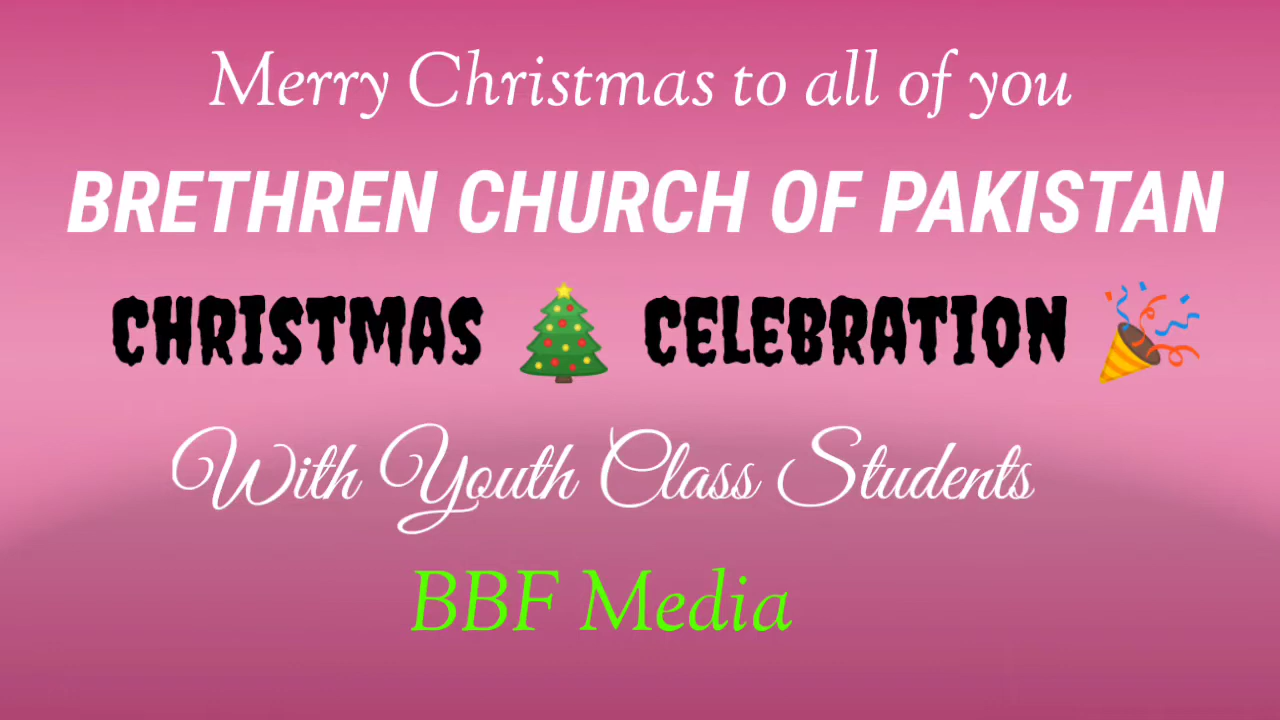 Merry Christmas to all of you
BRETHREN CHURCH OF PAKISTAN
CHRISTMAS 🎄 CELEBRATION 🎉
With Youth Class Students
BBF Media